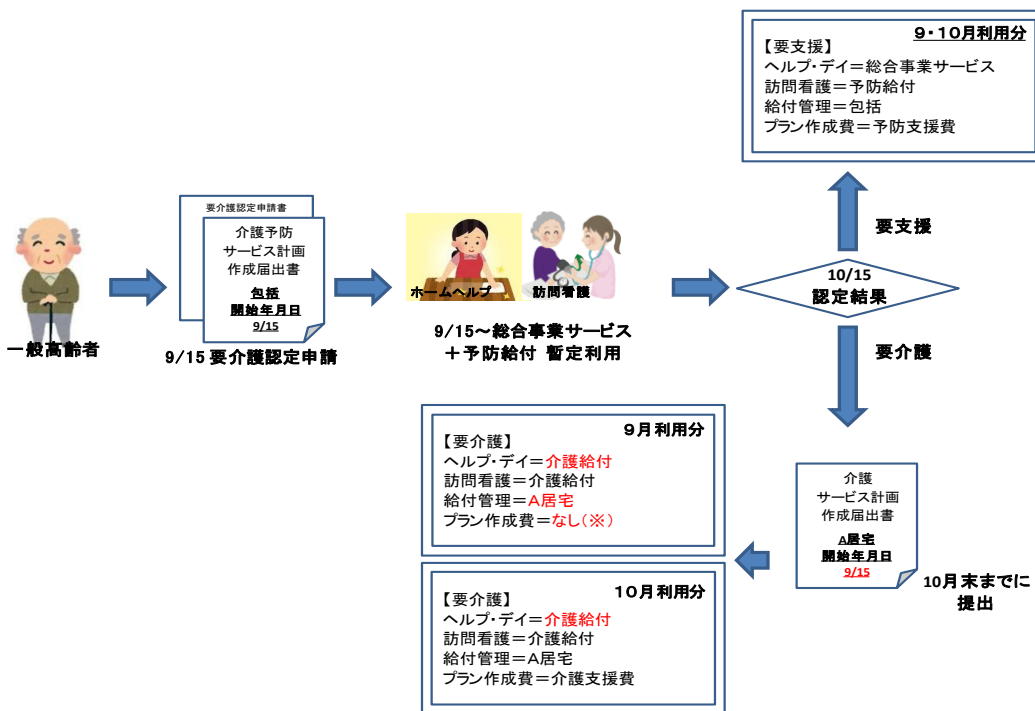 9・10月利用分
【要支援】
ヘルプ・デイ＝総合事業サービス
訪問看護＝予防給付
給付管理＝包括
プラン作成費＝予防支援費
一般高齢者
要介護認定申請書
介護予防
サービス計画
作成届出書
包括
開始年月日
9/15
9/15 要介護認定申請
ホームヘルプ
訪問看護
9/15～総合事業サービス
＋予防給付 暫定利用
要支援
10/15
認定結果
要介護
介護
サービス計画
作成届出書
A居宅
開始年月日
9/15
10月末までに
提出
9月利用分
【要介護】
ヘルプ・デイ＝介護給付
訪問看護＝介護給付
給付管理＝A居宅
プラン作成費＝なし(※)
10月利用分
【要介護】
ヘルプ・デイ＝介護給付
訪問看護＝介護給付
給付管理＝A居宅
プラン作成費＝介護支援費